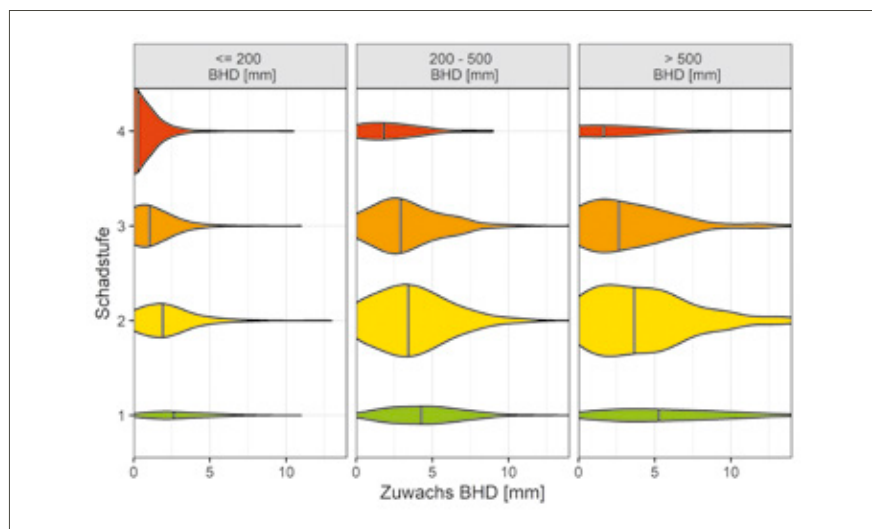 <= 200
BHD [mm]
200 - 500
BHD [mm]
> 500
BHD [mm]
Schadstufe
4
3
2
1
0 5 10 0 5 10 0 5 10
Zuwachs BHD [mm]